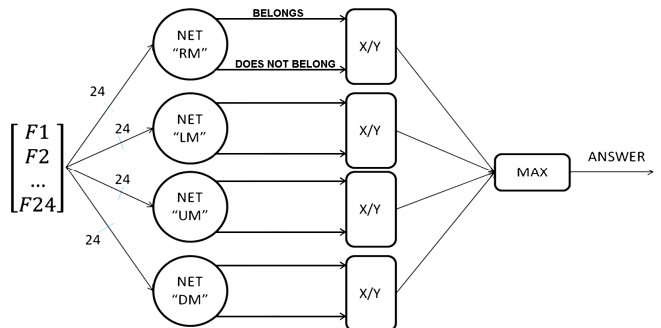 BELONGS
NET
"RM"
X/Y
DOES NOT BELONG
24
F1
F2
...
F24
24
NET
"LM"
X/Y
24
NET
"UM"
X/Y
24
NET
"DM"
X/Y
MAX
ANSWER